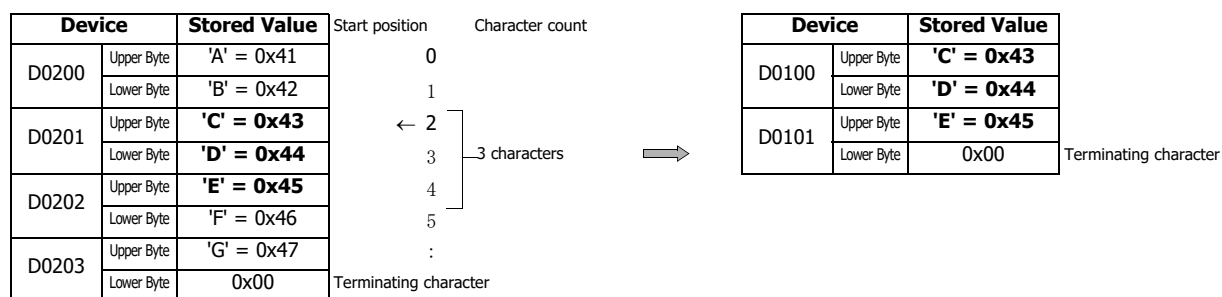 Device Stored Value Start position Character count Device Stored Value
D0200 Upper Byte 'A' = 0x41 0 D0100 Upper Byte 'C' = 0x43
Lower Byte 'B' = 0x42 1 Lower Byte 'D' = 0x44
D0201 Upper Byte 'C' = 0x43 ← 2 D0101 Upper Byte 'E' = 0x45
Lower Byte 'D' = 0x44 3 3 characters Lower Byte 0x00 Terminating character
D0202 Upper Byte 'E' = 0x45 4
Lower Byte 'F' = 0x46 5
D0203 Upper Byte 'G' = 0x47 :
Lower Byte 0x00 Terminating character